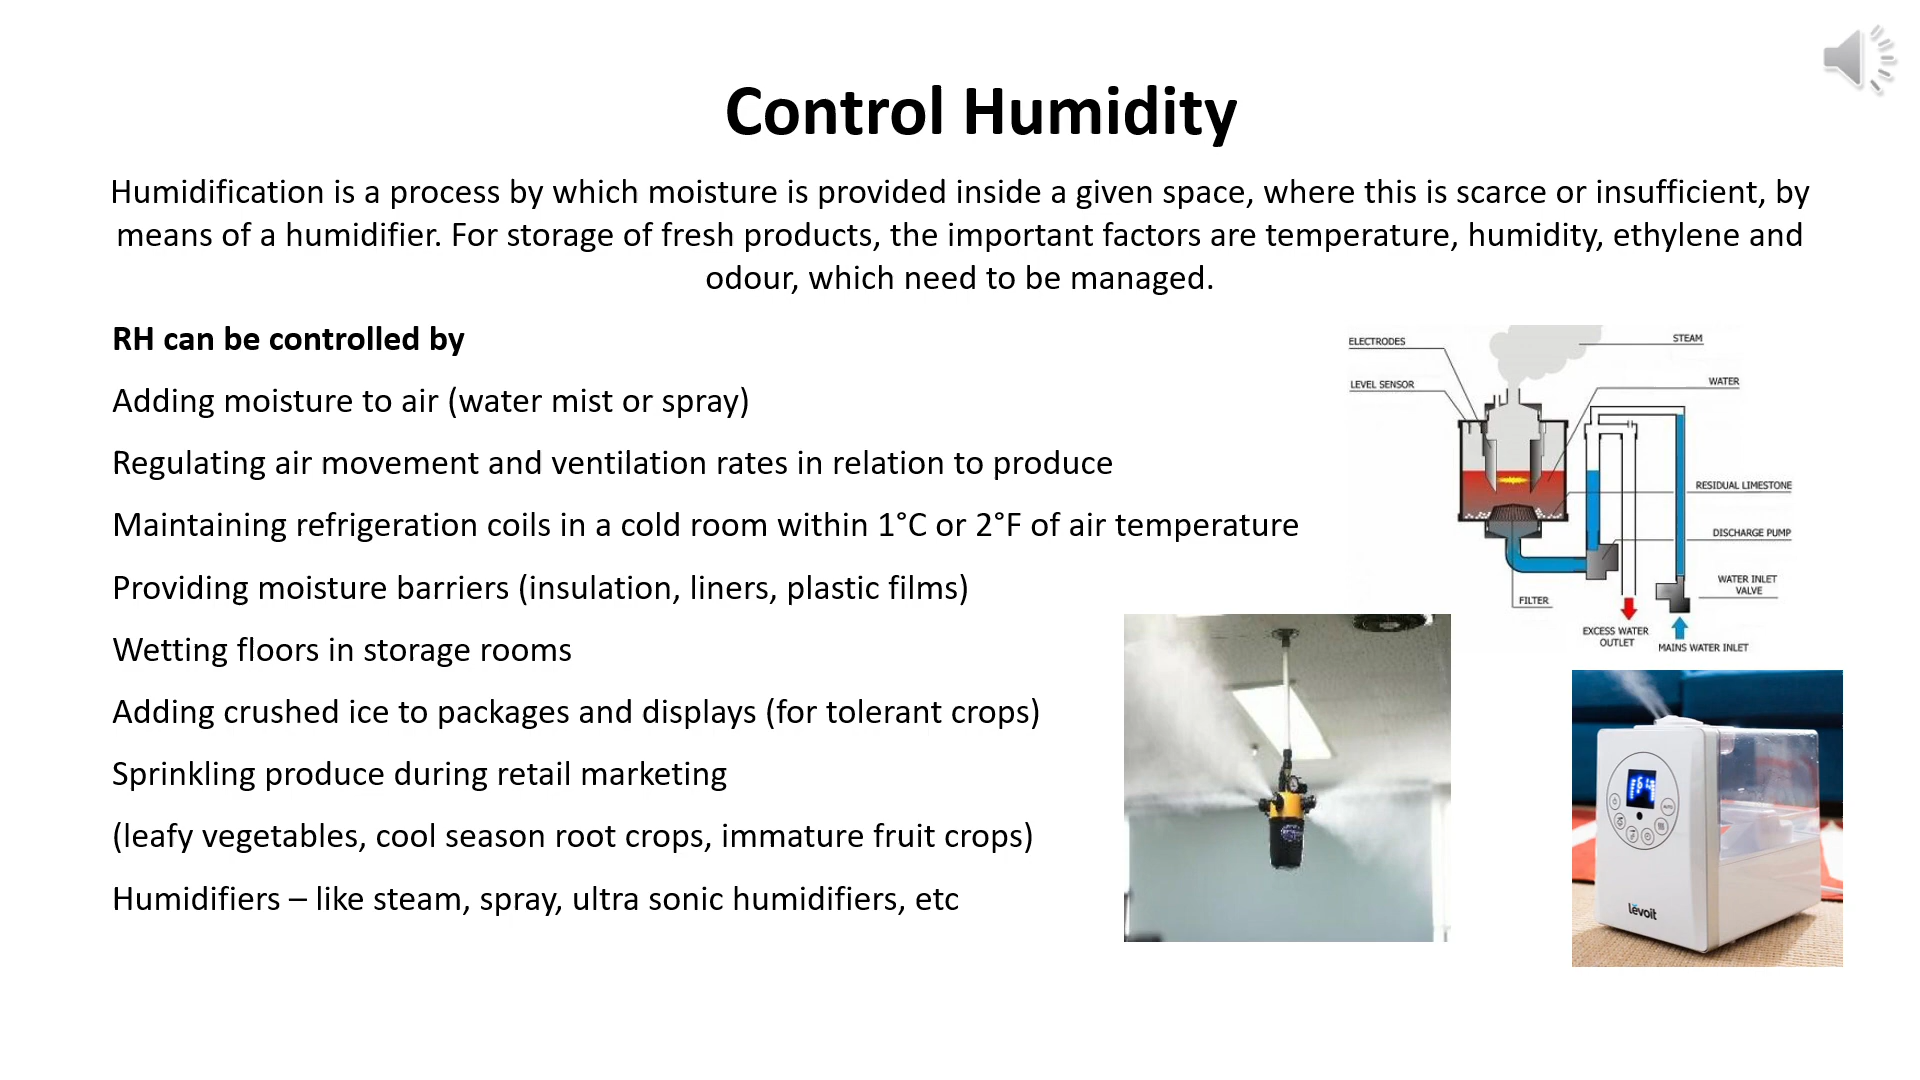 Control Humidity
Humidification is a process by which moisture is provided inside a given space, where this is scarce or insufficient, by
means of a humidifier. For storage of fresh products, the important factors are temperature, humidity, ethylene and
odour, which need to be managed.
RH can be controlled by
Adding moisture to air (water mist or spray)
Regulating air movement and ventilation rates in relation to produce
Maintaining refrigeration coils in a cold room within 1°C or 2°F of air temperature
Providing moisture barriers (insulation, liners, plastic films)
Wetting floors in storage rooms
Adding crushed ice to packages and displays (for tolerant crops)
Sprinkling produce during retail marketing
(leafy vegetables, cool season root crops, immature fruit crops)
Humidifiers – like steam, spray, ultra sonic humidifiers, etc
ELECTRODES
STEAM
LEVEL SENSOR
WATER
RESIDUAL LIMESTONE
DISCHARGE PUMP
WATER INLET
VALVE
FILTER
EXCESS WATER
OUTLET
MAINS WATER INLET
AUTO
levoit